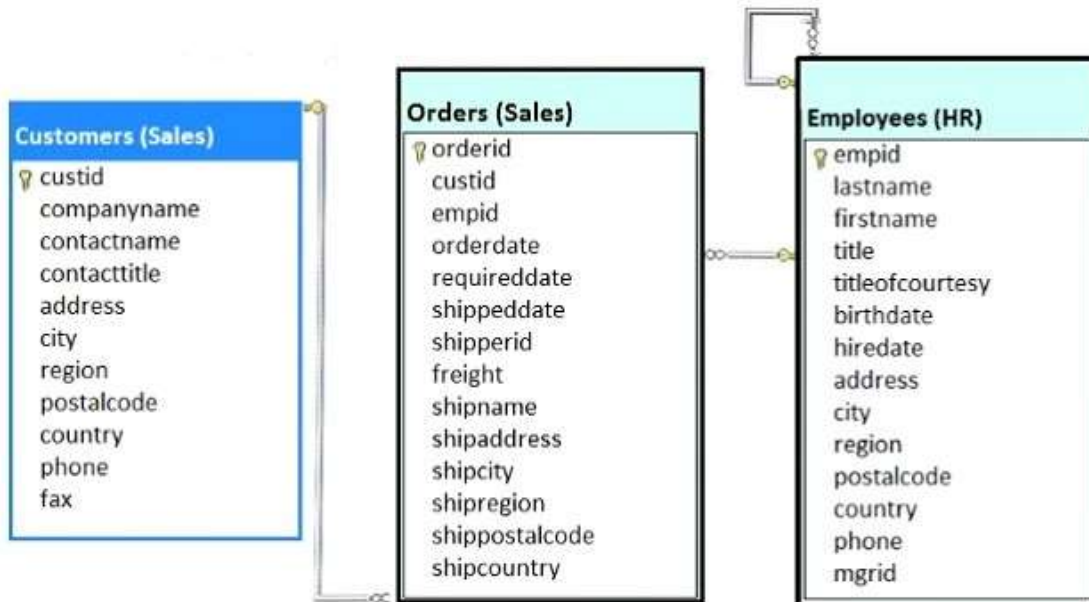 Customers (Sales)
custid
companyname
contactname
contacttitle
address
city
region
postalcode
country
phone
fax
Orders (Sales)
orderid
custid
empid
orderdate
requireddate
shippeddate
shipperid
freight
shipname
shipaddress
shipcity
shipregion
shippostalcode
shipcountry
Employees (HR)
empid
lastname
firstname
title
titleofcourtesy
birthdate
hiredate
address
city
region
postalcode
country
phone
mgrid